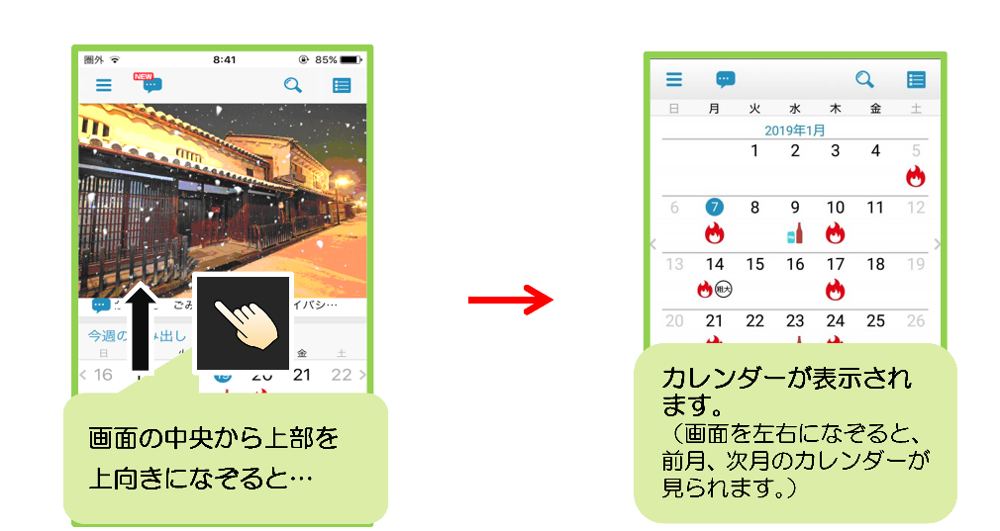 圏外 8:41 85%
NEW
ごみ イバシ…
今週の み出し
日 金 土
16 19 20 21 22
画面の中央から上部を
上向きになぞると…
日 月 火 水 木 金 土
2019年1月
1 2 3 4 5
6 7 8 9 10 11 12
13 14 15 16 17 18 19
粗大
20 21 22 23 24 25 26
カレンダーが表示され
ます。
（画面を左右になぞると、
前月、次月のカレンダーが
見られます。）